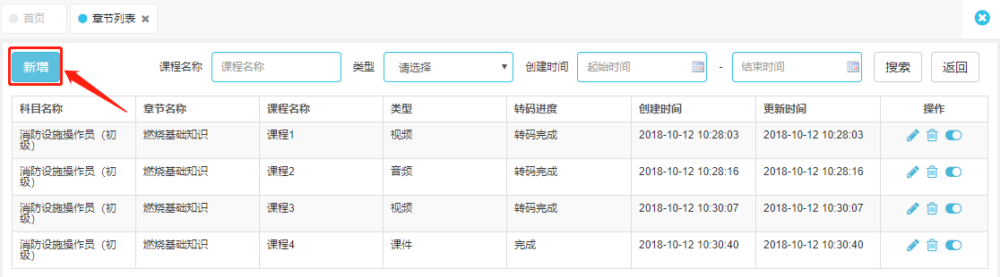 首页
章节列表
新增
课程名称 课程名称 类型 请选择 创建时间 起始时间 - 结束时间 搜索 返回
科目名称 章节名称 课程名称 类型 转码进度 创建时间 更新时间 操作
消防设施操作员（初
级） 燃烧基础知识 课程1 视频 转码完成 2018-10-12 10:28:03 2018-10-12 10:28:03
消防设施操作员（初
级） 燃烧基础知识 课程2 音频 转码完成 2018-10-12 10:28:16 2018-10-12 10:28:16
消防设施操作员（初
级） 燃烧基础知识 课程3 视频 转码完成 2018-10-12 10:30:07 2018-10-12 10:30:07
消防设施操作员（初
级） 燃烧基础知识 课程4 课件 完成 2018-10-12 10:30:40 2018-10-12 10:30:40